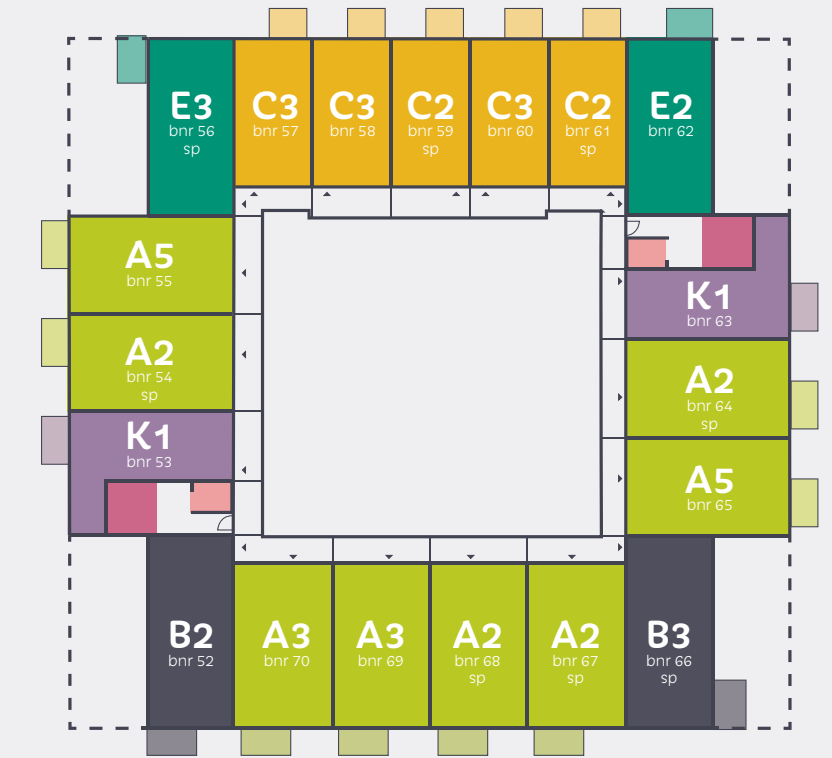 E3
bnr 56
sp
C3
bnr 57
C3
bnr 58
C2
bnr 59
sp
C3
bnr 60
C2
bnr 61
sp
E2
bnr 62
A5
bnr 55
A2
bnr 54
sp
K1
bnr 53
K1
bnr 63
A2
bnr 64
sp
A5
bnr 65
B2
bnr 52
A3
bnr 70
A3
bnr 69
A2
bnr 68
sp
A2
bnr 67
sp
B3
bnr 66
sp